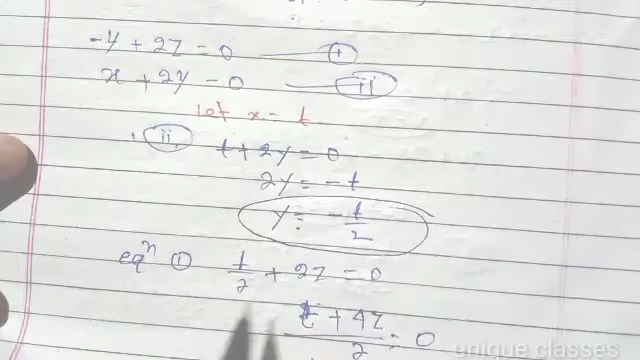 -y + 2z = 0 —— (i)
x + 2y = 0 —— (ii)
let x = t
(ii) t + 2y = 0
2y = -t
y = -t/2
eqⁿ (i) t/2 + 2z = 0
(t + 4z)/2 = 0
unique classes